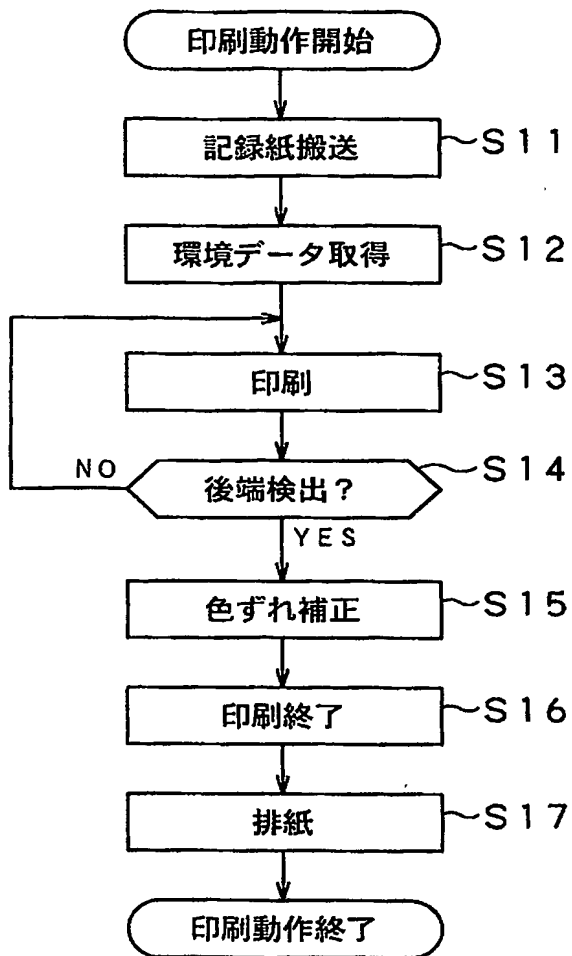 印刷動作開始
記録紙搬送 S11
環境データ取得 S12
印刷 S13
後端検出? S14
NO
YES
色ずれ補正 S15
印刷終了 S16
排紙 S17
印刷動作終了